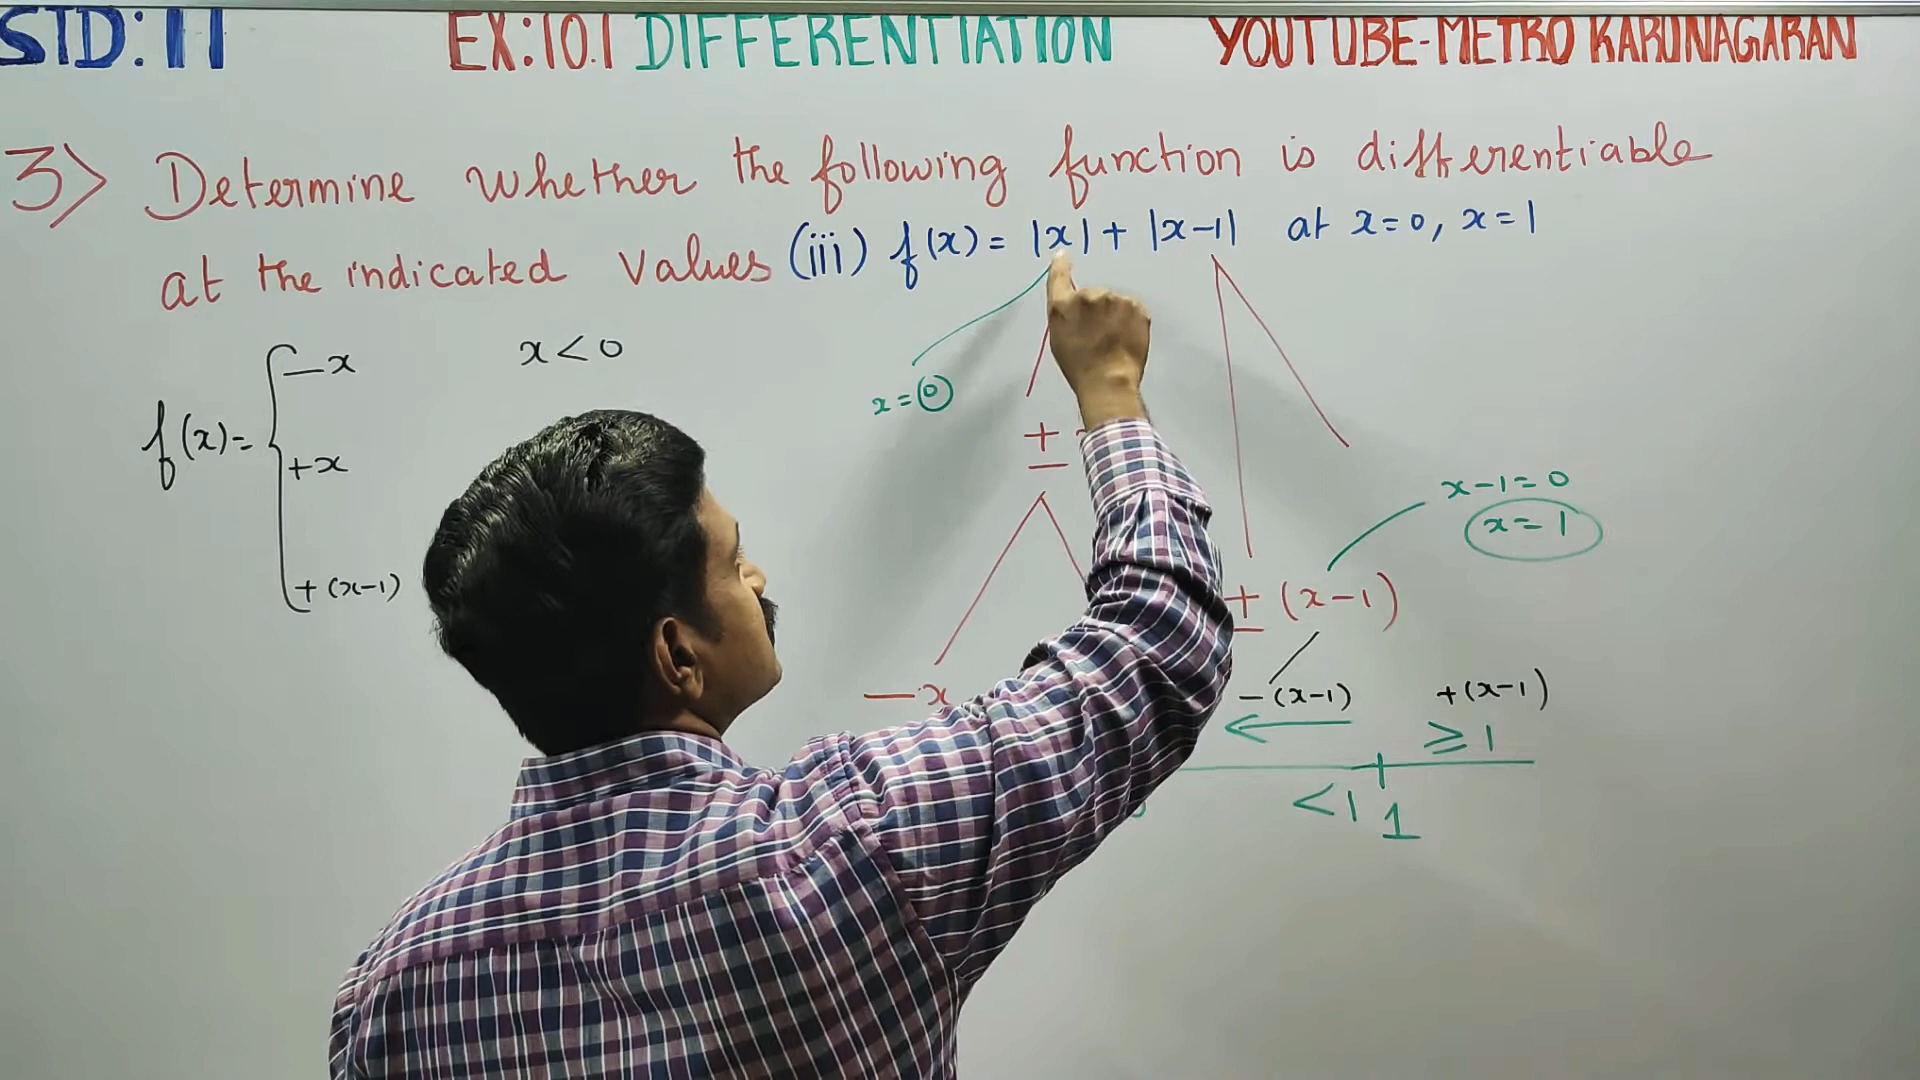 STD: 11 EX:10.1 DIFFERENTIATION YOUTUBE-METRO KARUNAGARAN
3> Determine whether the following function is differentiable
at the indicated values (iii) f(x) = |x| + |x-1| at x=0, x=1
f(x)=
-x x<0
+x
+(x-1)
x=0
±
x-1=0
x=1
± (x-1)
-x
-(x-1) +(x-1)
≥1
<1 1